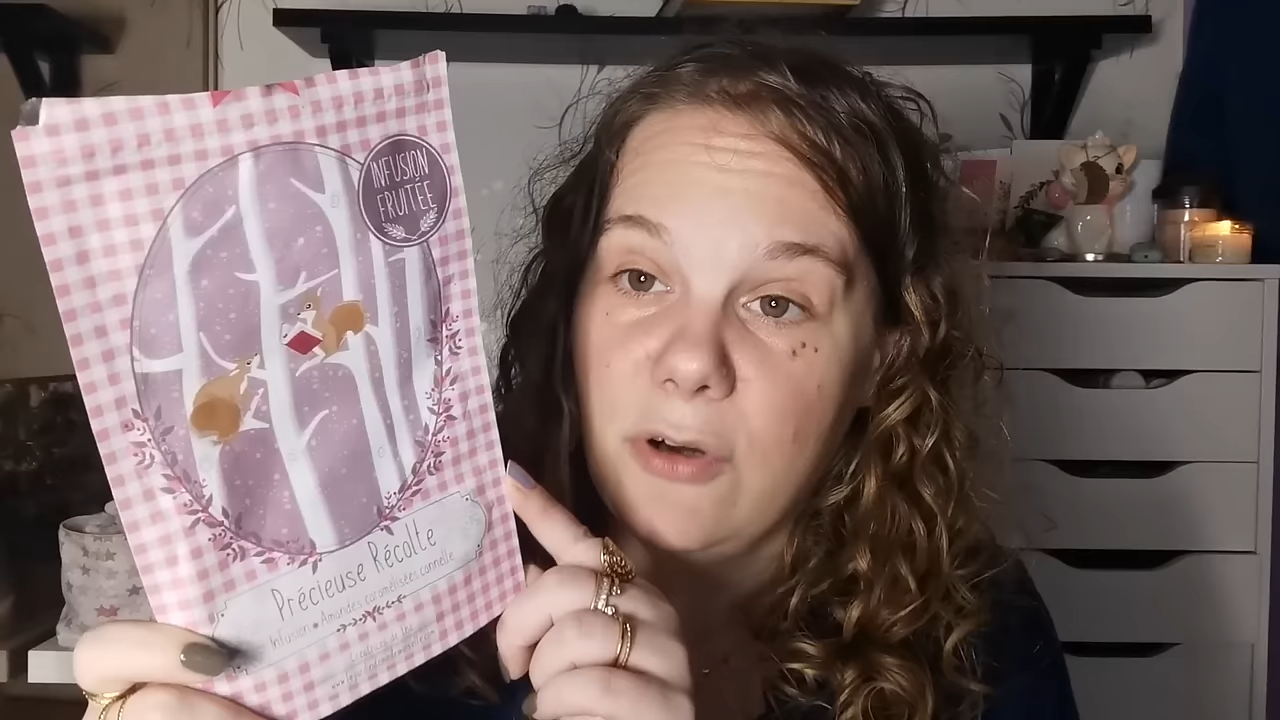 INFUSION
FRUITÉE
Précieuse Récolte
Infusion • Amandes caramélisées cannelle